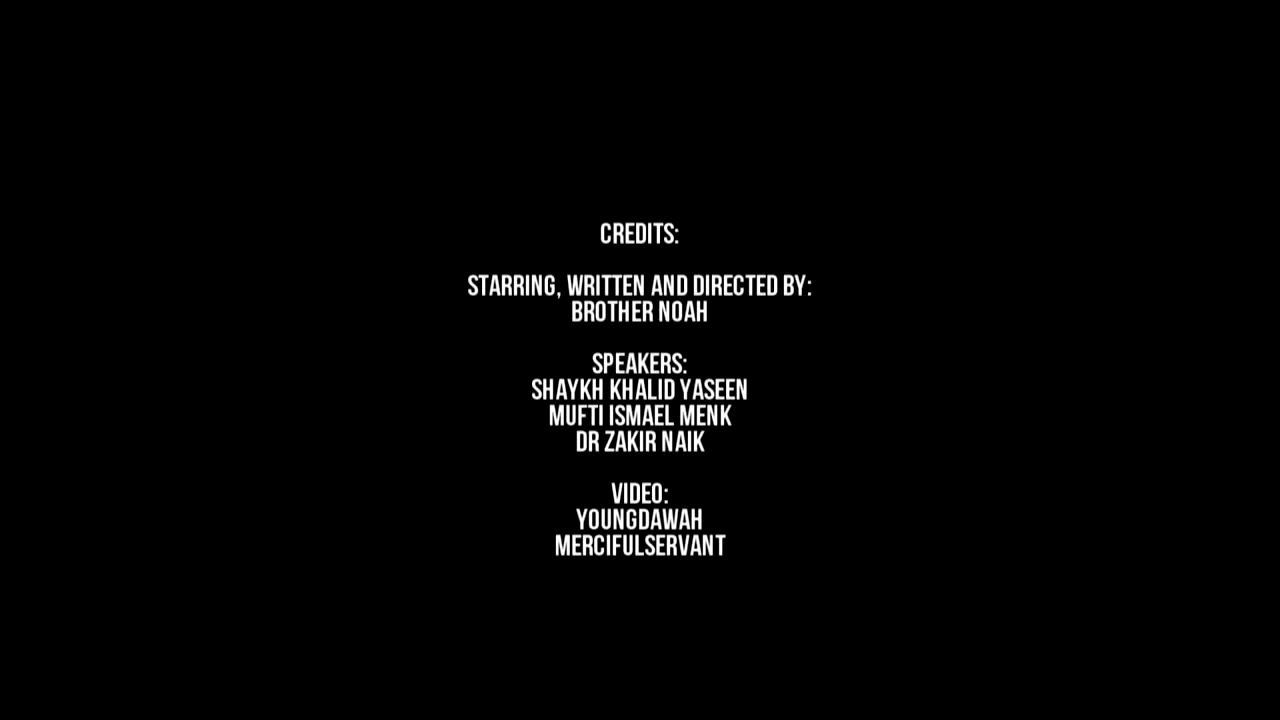 CREDITS:
STARRING, WRITTEN AND DIRECTED BY:
BROTHER NOAH
SPEAKERS:
SHAYKH KHALID YASEEN
MUFTI ISMAEL MENK
DR ZAKIR NAIK
VIDEO:
YOUNGDAWAH
MERCIFULSERVANT